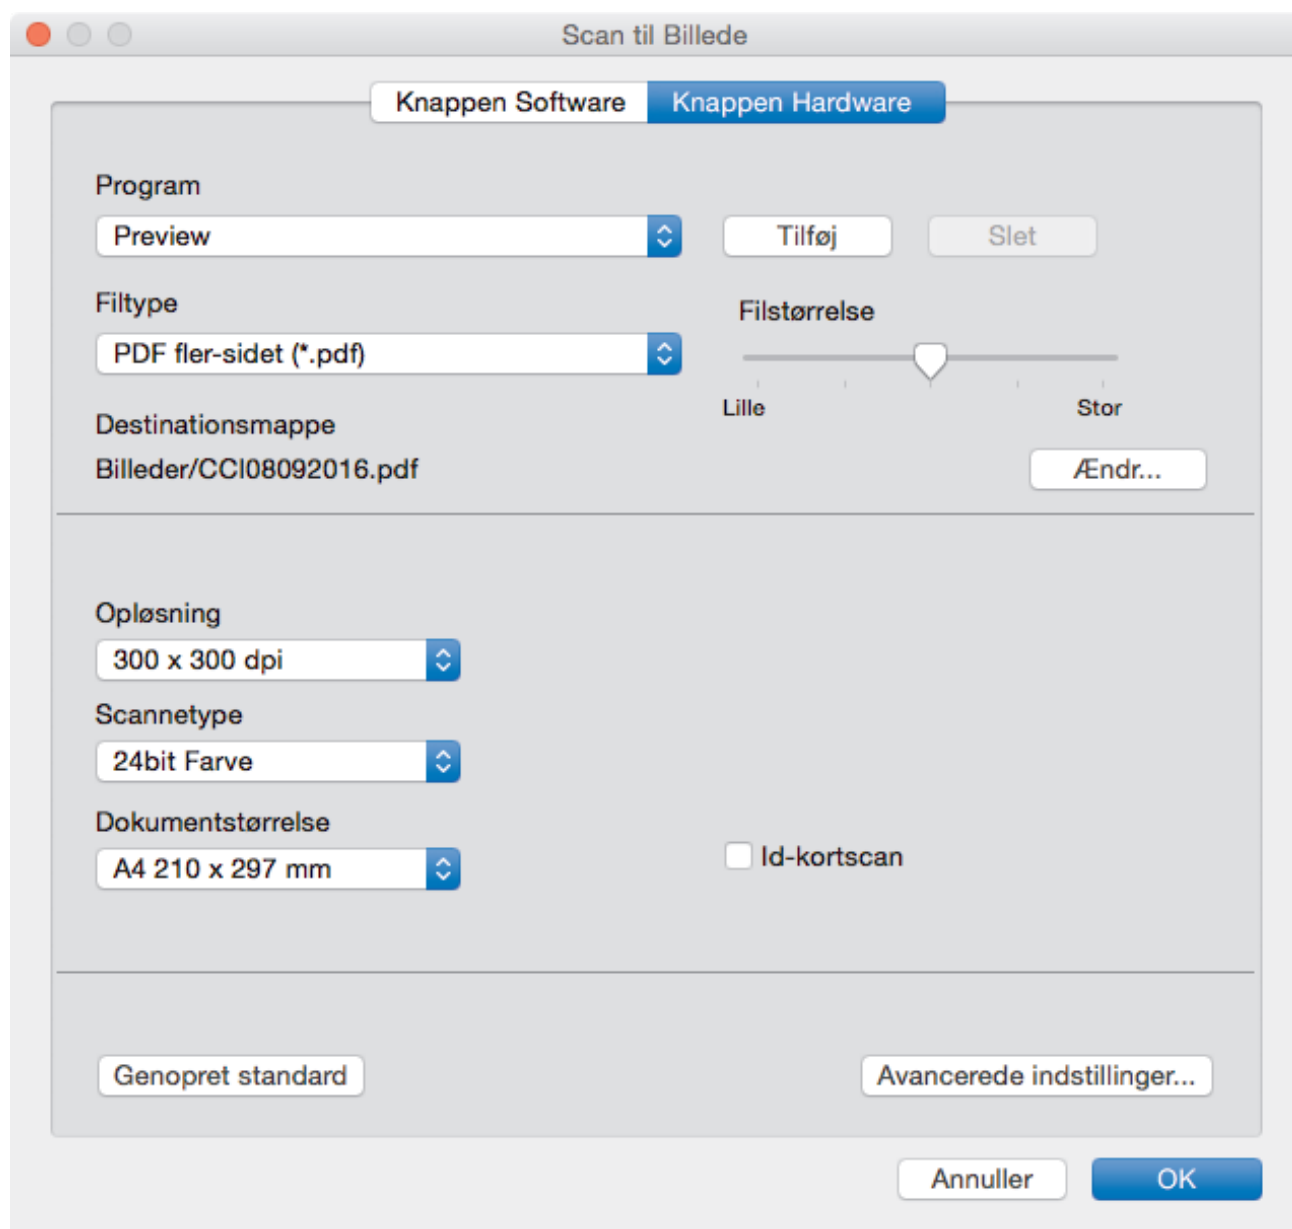 Scan til Billede
Knappen Software Knappen Hardware
Program
Preview Tilføj Slet
Filtype
Filstørrelse
PDF fler-sidet (*.pdf)
Lille Stor
Destinationsmappe
Billeder/CCI08092016.pdf Ændr...
Opløsning
300 x 300 dpi
Scannetype
24bit Farve
Dokumentstørrelse
A4 210 x 297 mm Id-kortscan
Genopret standard Avancerede indstillinger...
Annuller OK